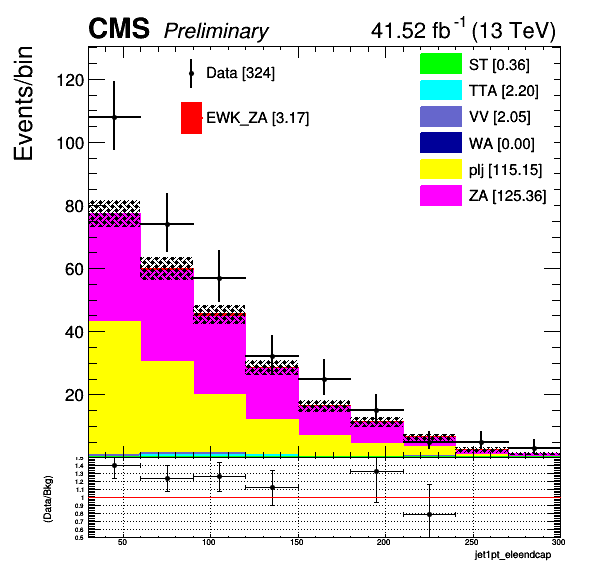 CMS Preliminary 41.52 fb⁻¹ (13 TeV)
Events/bin
120
100
80
60
40
20
Data [324]
EWK_ZA [3.17]
ST [0.36]
TTA [2.20]
VV [2.05]
WA [0.00]
plj [115.15]
ZA [125.36]
(Data/Bkg)
1.5
1.4
1.3
1.2
1.1
1
0.9
0.8
0.7
0.6
0.5
50 100 150 200 250 300
jet1pt_eleendcap